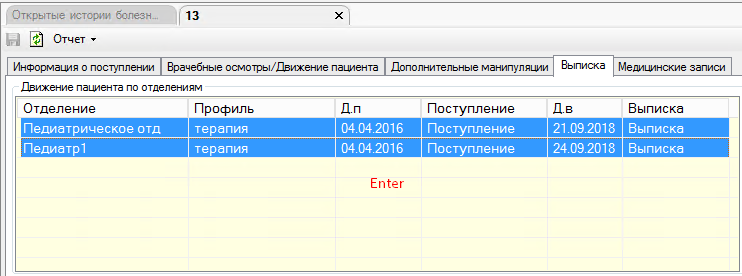 Открытые истории болезн... 13
Отчет
Информация о поступлении Врачебные осмотры/Движение пациента Дополнительные манипуляции Выписка Медицинские записи
Движение пациента по отделениям
Отделение Профиль Д.п Поступление Д.в Выписка
Педиатрическое отд терапия 04.04.2016 Поступление 21.09.2018 Выписка
Педиатр1 терапия 04.04.2016 Поступление 24.09.2018 Выписка
Enter